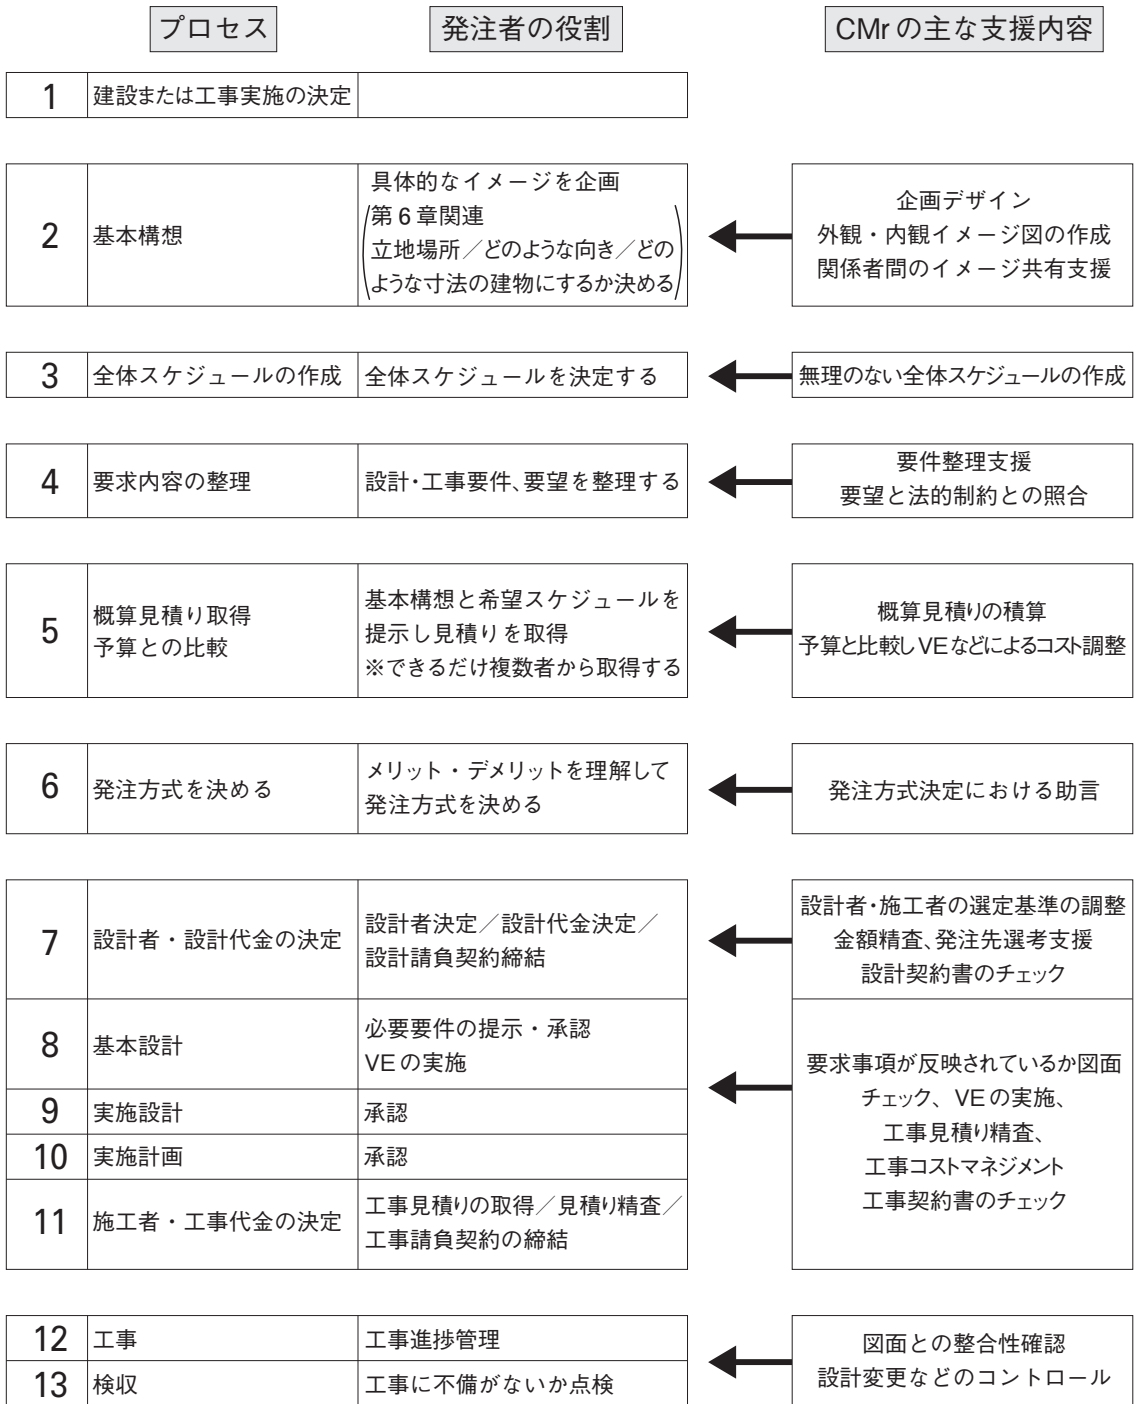 プロセス
発注者の役割
CMrの主な支援内容
1
建設または工事実施の決定
2
基本構想
具体的なイメージを企画
第6章関連
立地場所／どのような向き／どの
ような寸法の建物にするか決める
企画デザイン
外観・内観イメージ図の作成
関係者間のイメージ共有支援
3
全体スケジュールの作成
全体スケジュールを決定する
無理のない全体スケジュールの作成
4
要求内容の整理
設計・工事要件、要望を整理する
要件整理支援
要望と法的制約との照合
5
概算見積り取得
予算との比較
基本構想と希望スケジュールを
提示し見積りを取得
※できるだけ複数者から取得する
概算見積りの積算
予算と比較しVEなどによるコスト調整
6
発注方式を決める
メリット・デメリットを理解して
発注方式を決める
発注方式決定における助言
7
設計者・設計代金の決定
設計者決定／設計代金決定／
設計請負契約締結
設計者・施工者の選定基準の調整
金額精査、発注先選考支援
設計契約書のチェック
8
基本設計
必要要件の提示・承認
VEの実施
9
実施設計
承認
10
実施計画
承認
11
施工者・工事代金の決定
工事見積りの取得／見積り精査／
工事請負契約の締結
要求事項が反映されているか図面
チェック、VEの実施、
工事見積り精査、
工事コストマネジメント
工事契約書のチェック
12
工事
工事進捗管理
13
検収
工事に不備がないか点検
図面との整合性確認
設計変更などのコントロール